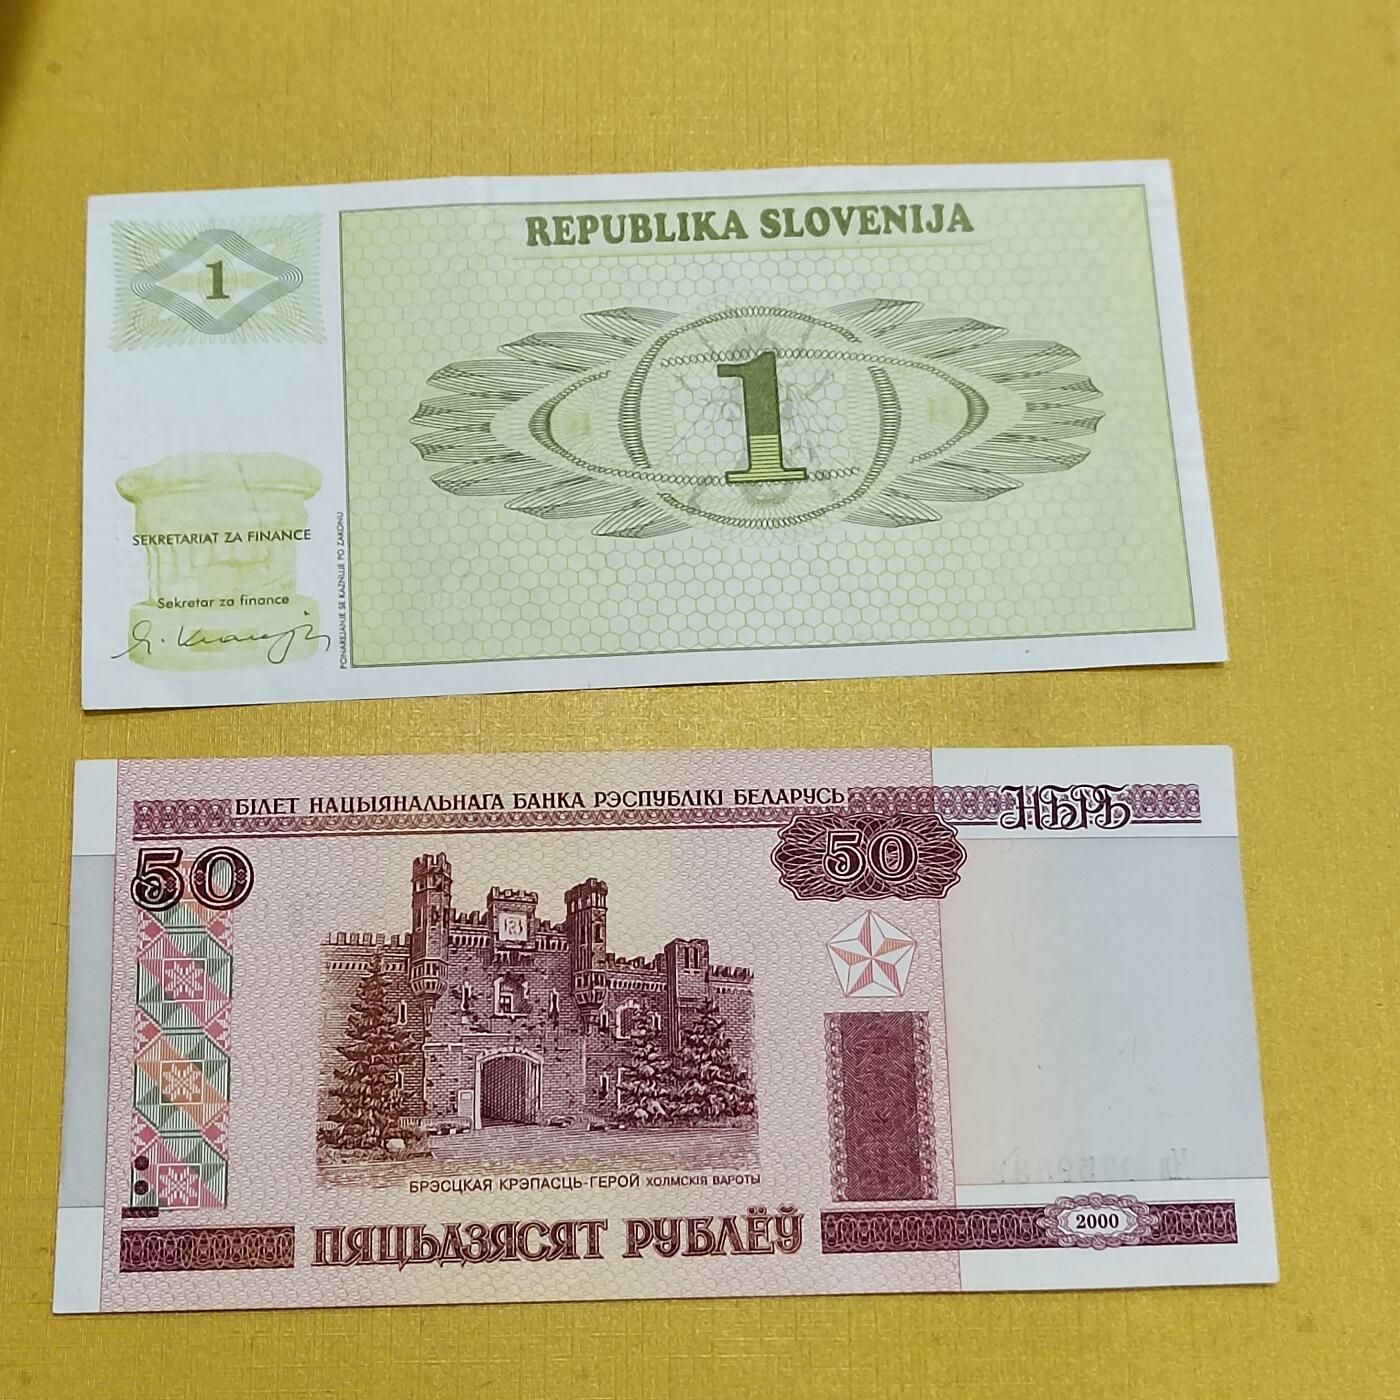 REPUBLIKA SLOVENIJA
1
1
SEKRETARIAT ZA FINANCE
Sekretar za finance
PONAREJANJE SE KAZNUJE PO ZAKONU
БІЛЕТ НАЦЫЯНАЛЬНАГА БАНКА РЭСПУБЛІКІ БЕЛАРУСЬ
НБРБ
50
50
БРЭСЦКАЯ КРЭПАСЦЬ-ГЕРОЙ ХОЛМСКІЯ ВАРОТЫ
ПЯЦЬДЗЯСЯТ РУБЛЁЎ
2000